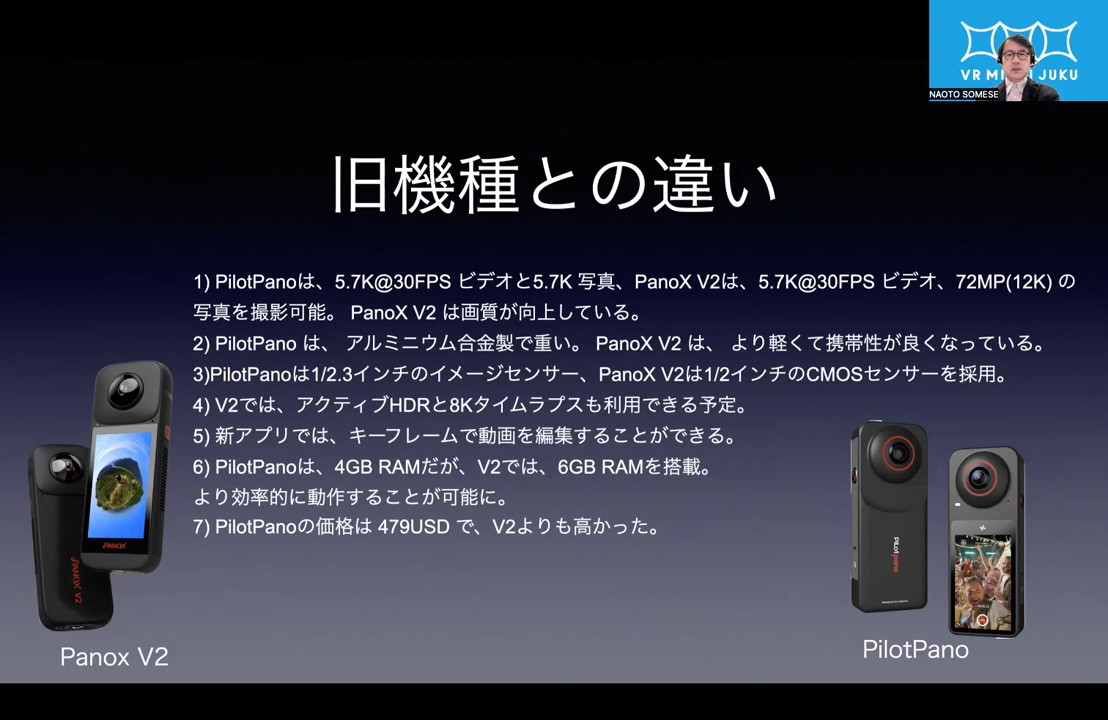 VR M JUKU
NAOTO SOMESE
旧機種との違い
1) PilotPanoは、5.7K@30FPS ビデオと5.7K 写真、PanoX V2は、5.7K@30FPS ビデオ、72MP(12K) の
写真を撮影可能。 PanoX V2 は画質が向上している。
2) PilotPano は、 アルミニウム合金製で重い。 PanoX V2 は、 より軽くて携帯性が良くなっている。
3)PilotPanoは1/2.3インチのイメージセンサー、PanoX V2は1/2インチのCMOSセンサーを採用。
4) V2では、アクティブHDRと8Kタイムラプスも利用できる予定。
5) 新アプリでは、キーフレームで動画を編集することができる。
6) PilotPanoは、4GB RAMだが、V2では、6GB RAMを搭載。
より効率的に動作することが可能に。
7) PilotPanoの価格は 479USD で、V2よりも高かった。
PANOX
PANOX V2
Panox V2
PILOT pano
PilotPano